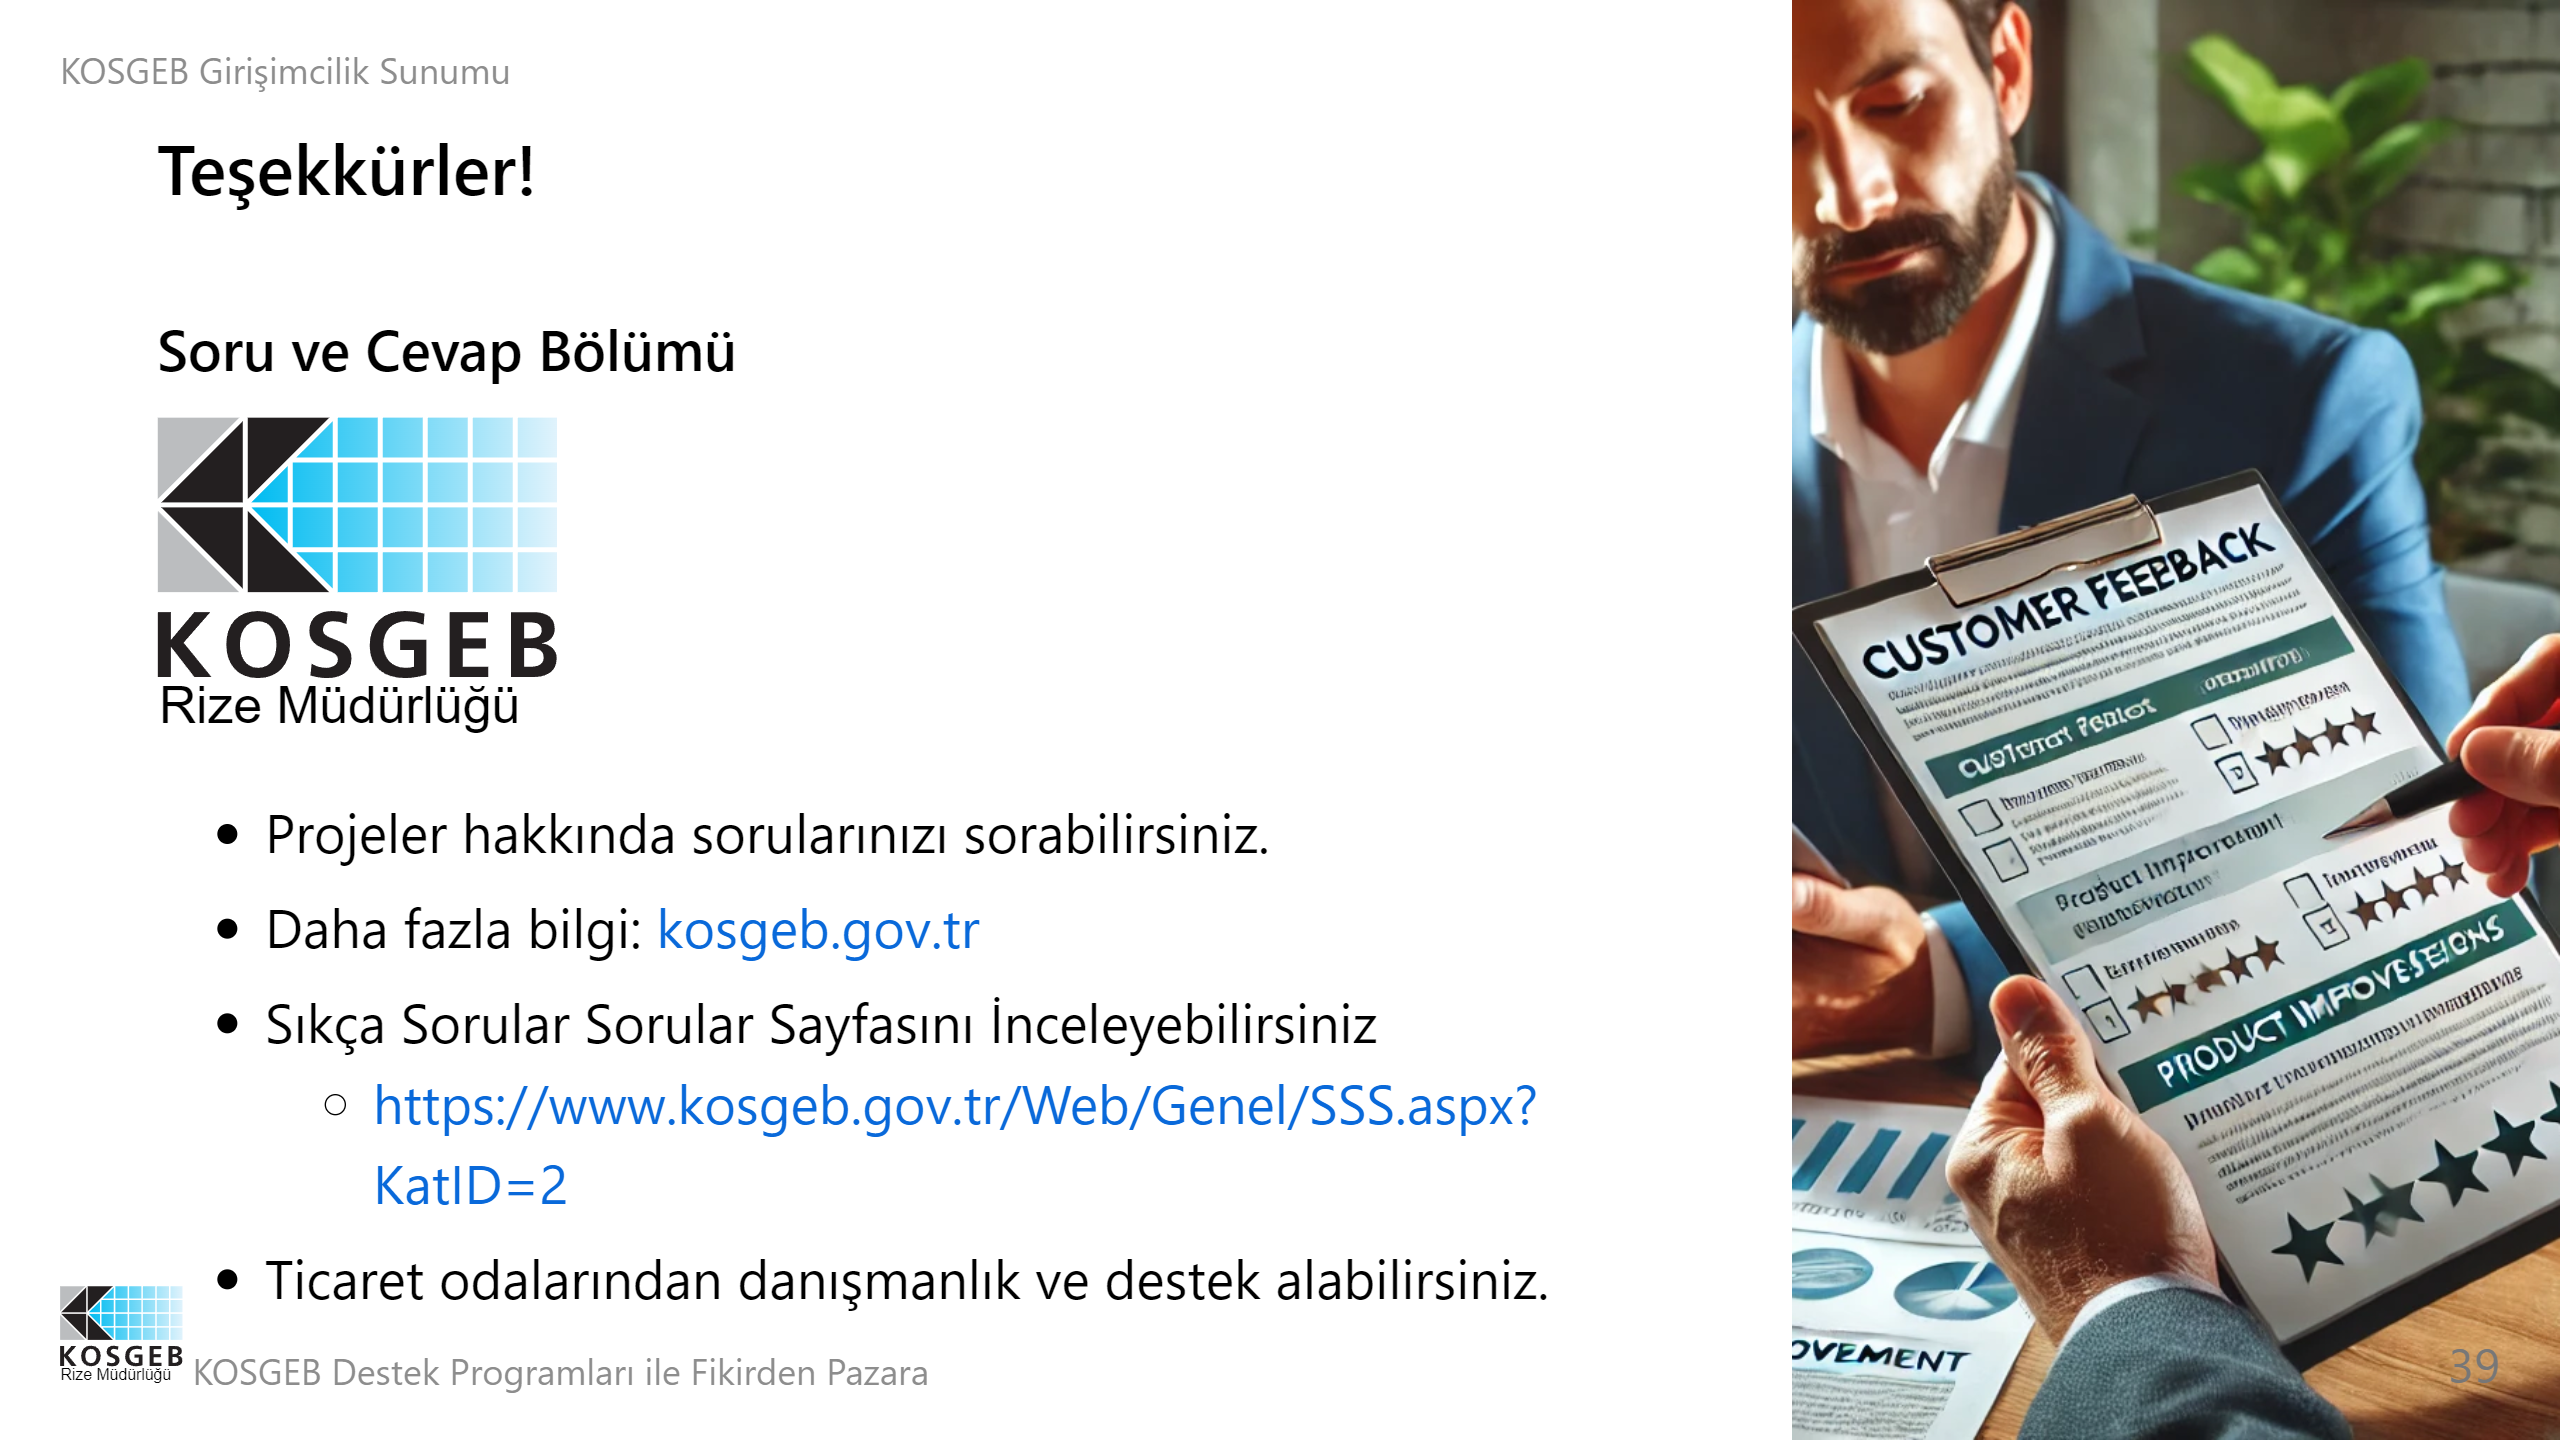 KOSGEB Girişimcilik Sunumu
Teşekkürler!
Soru ve Cevap Bölümü
KOSGEB
Rize Müdürlüğü
Projeler hakkında sorularınızı sorabilirsiniz.
Daha fazla bilgi: kosgeb.gov.tr
Sıkça Sorular Sorular Sayfasını İnceleyebilirsiniz
https://www.kosgeb.gov.tr/Web/Genel/SSS.aspx?
KatID=2
Ticaret odalarından danışmanlık ve destek alabilirsiniz.
KOSGEB
Rize Müdürlüğü
KOSGEB Destek Programları ile Fikirden Pazara
CUSTOMER
PRODUCT
OVEMENT
39